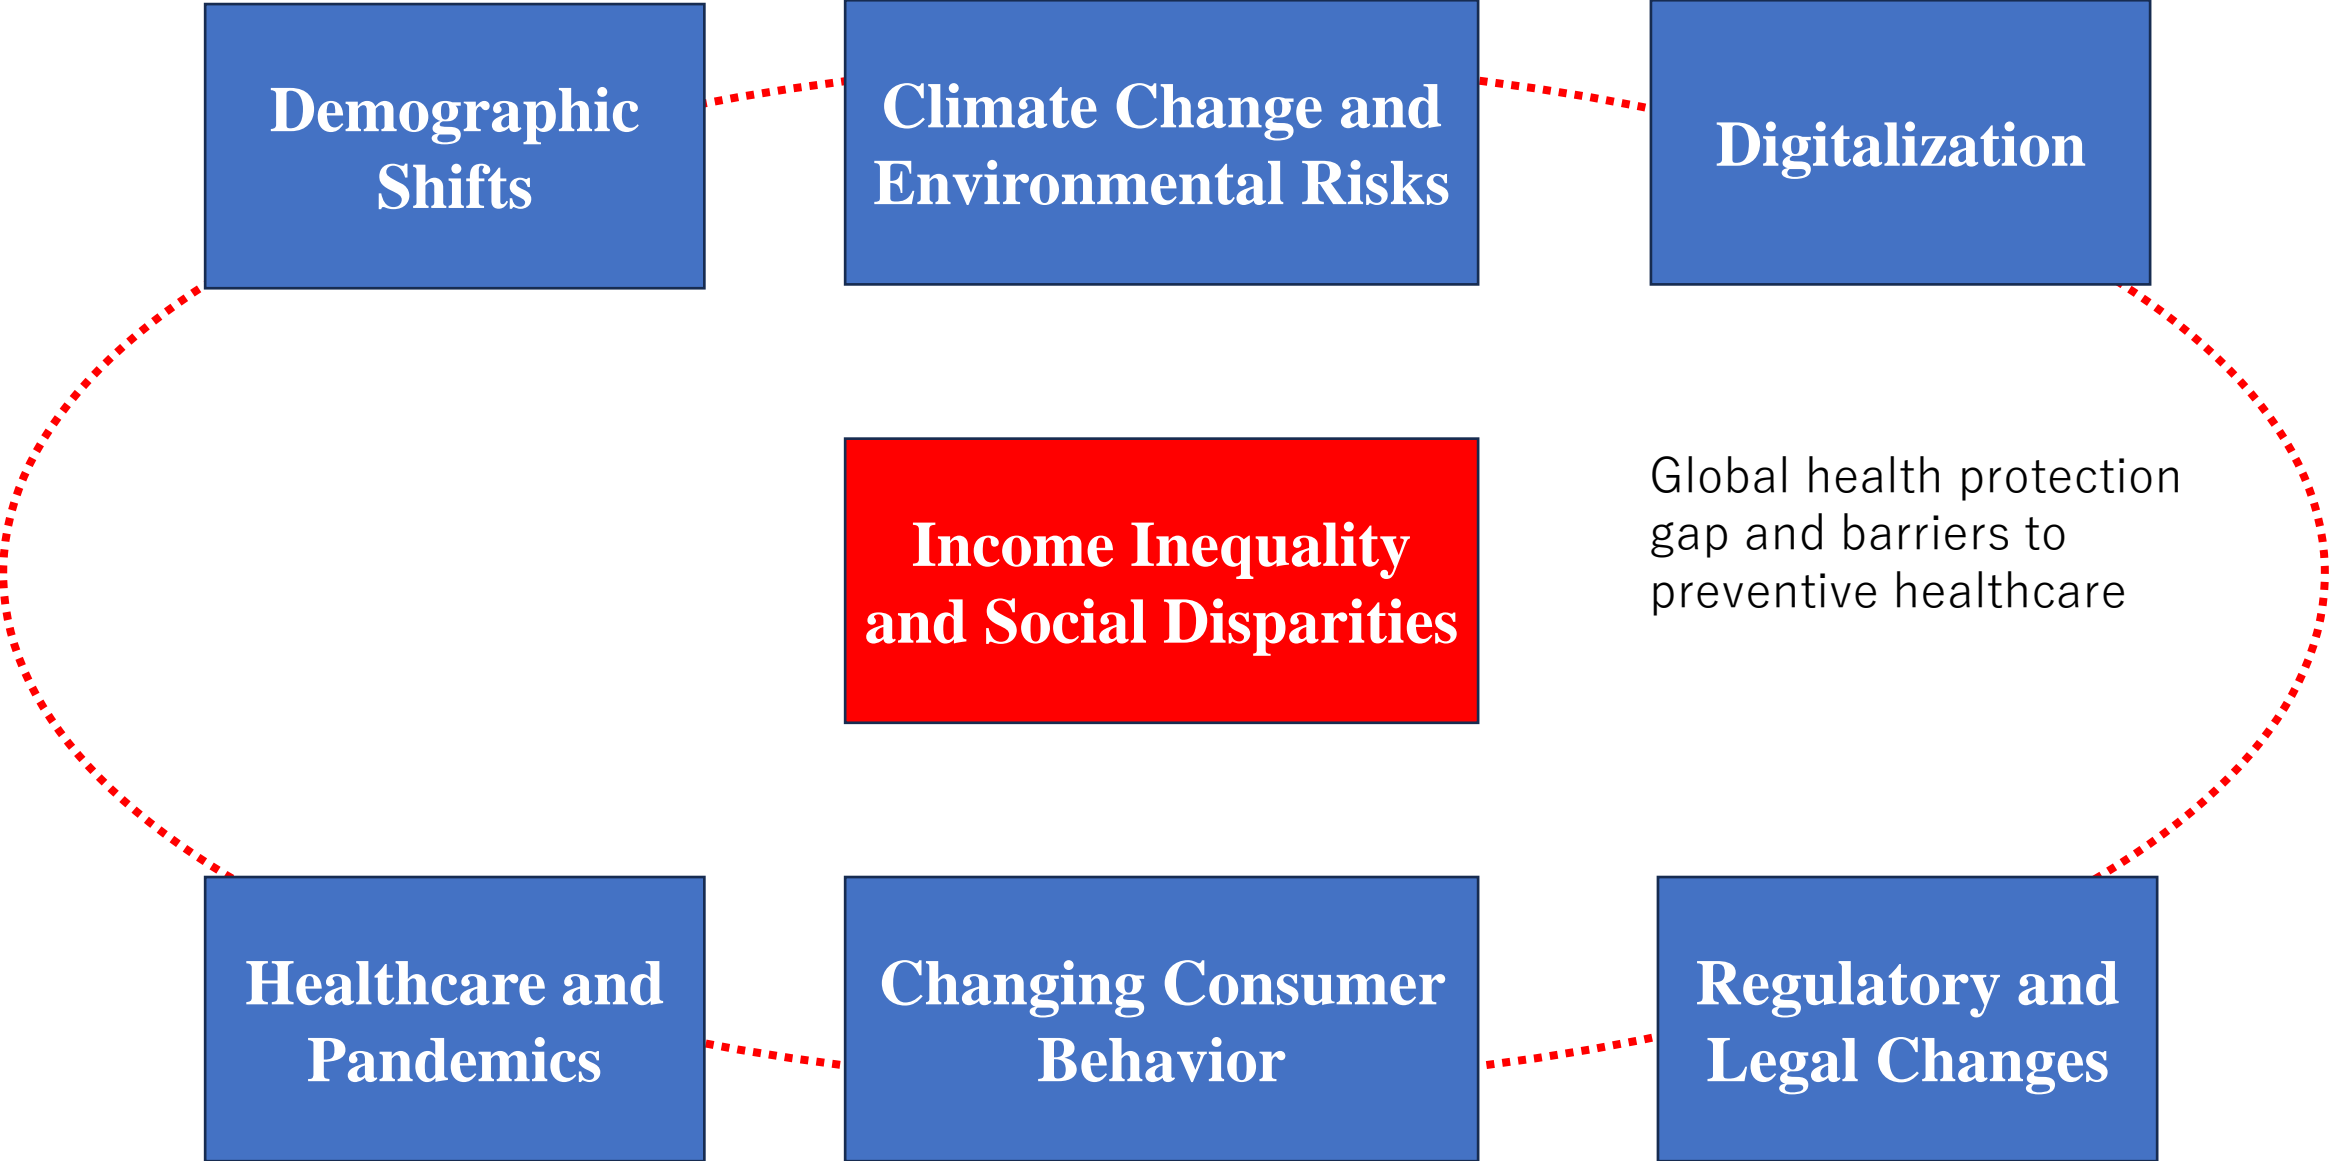 Demographic
Shifts
Climate Change and
Environmental Risks
Digitalization
Income Inequality
and Social Disparities
Global health protection
gap and barriers to
preventive healthcare
Healthcare and
Pandemics
Changing Consumer
Behavior
Regulatory and
Legal Changes